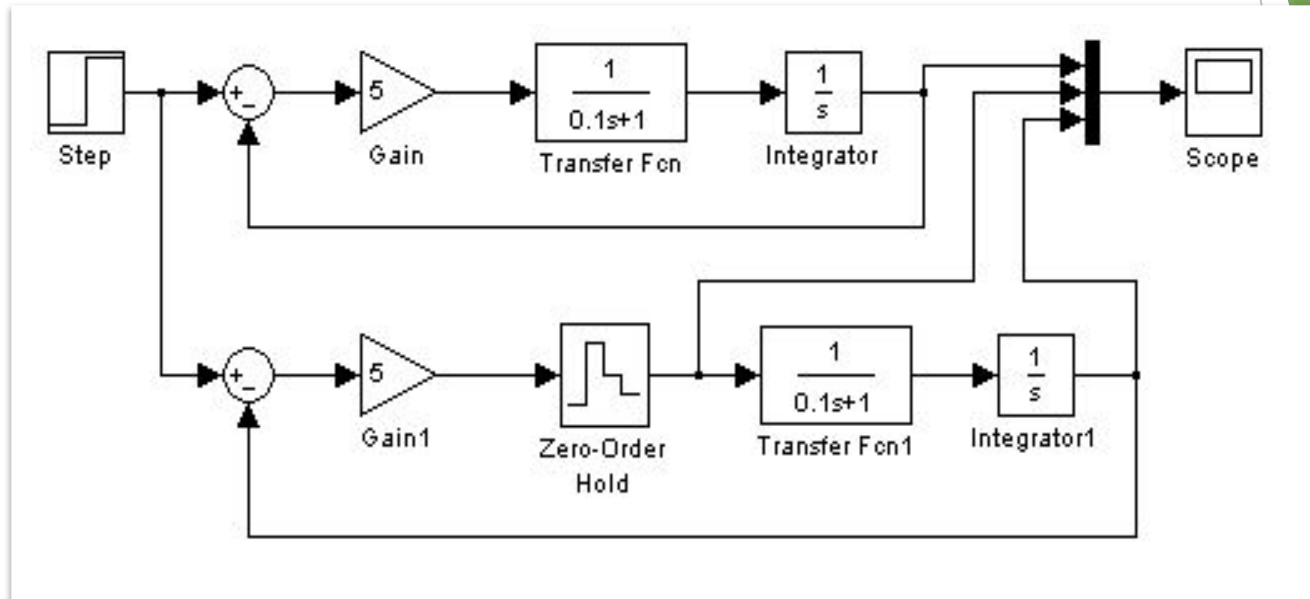 Step
+
−
5
Gain
1
0.1s+1
Transfer Fcn
1
s
Integrator
Scope
+
−
5
Gain1
Zero-Order
Hold
1
0.1s+1
Transfer Fcn1
1
s
Integrator1